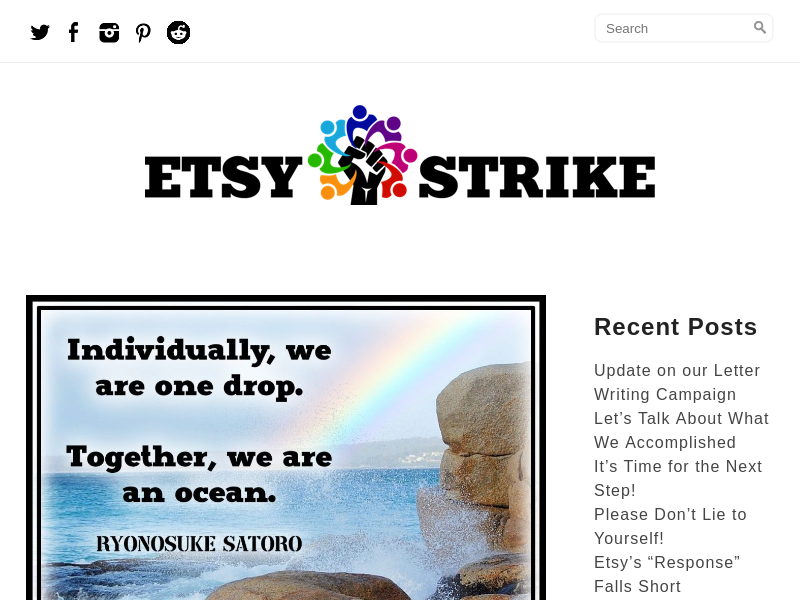 Search
ETSY STRIKE
Individually, we
are one drop.
Together, we are
an ocean.
RYONOSUKE SATORO
Recent Posts
Update on our Letter
Writing Campaign
Let’s Talk About What
We Accomplished
It’s Time for the Next
Step!
Please Don’t Lie to
Yourself!
Etsy’s “Response”
Falls Short